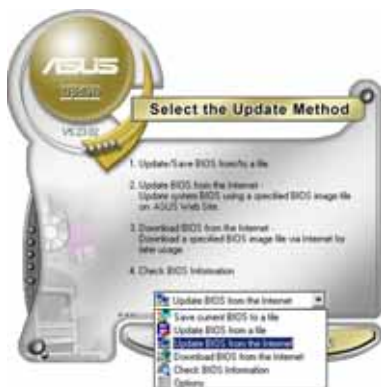 ASUS
Update
Select the Update Method
1. Update/Save BIOS from/to a file
2. Update BIOS from the Internet -
Update system BIOS using a specified BIOS image file
on ASUS Web Site.
3. Download BIOS from the Internet -
Download a specified BIOS image file via Internet by
later usage.
4. Check BIOS Information
Update BIOS from the Internet
Save current BIOS to a file
Update BIOS from a file
Update BIOS from the Internet
Download BIOS from the Internet
Check BIOS Information
Options